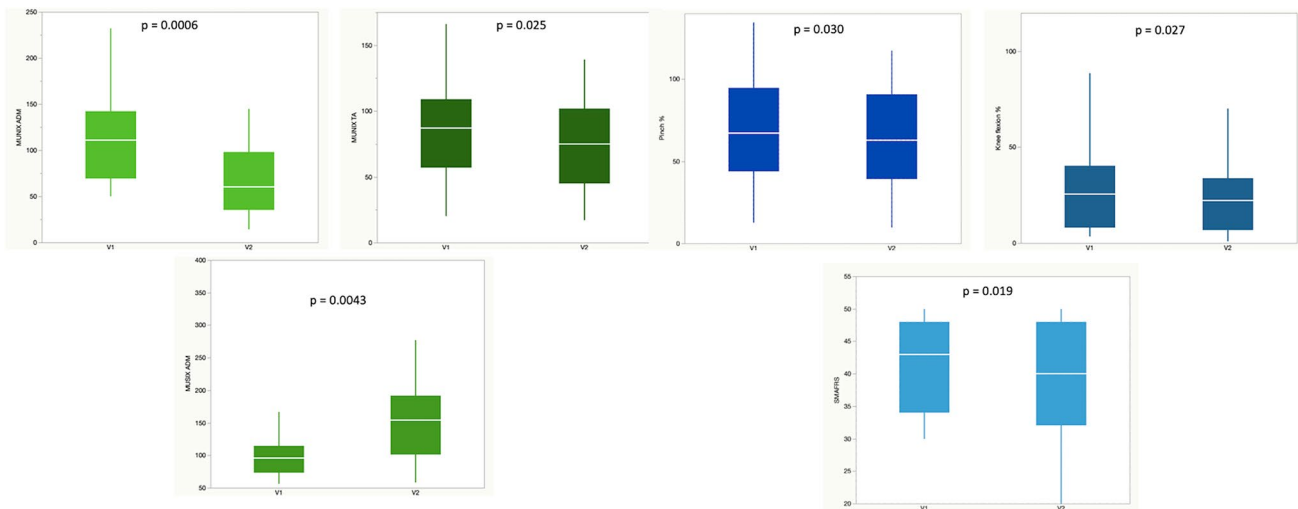 p = 0.0006
250
200
150
100
50
0
MUNIX ADM
V1
V2
p = 0.025
150
100
50
0
MUNIX TA
V1
V2
p = 0.030
100
50
0
Pinch %
V1
V2
p = 0.027
100
50
0
Knee flexion %
V1
V2
p = 0.0043
400
350
300
250
200
150
100
50
MUSIX ADM
V1
V2
p = 0.019
55
50
45
40
35
30
25
20
SMAFRS
V1
V2